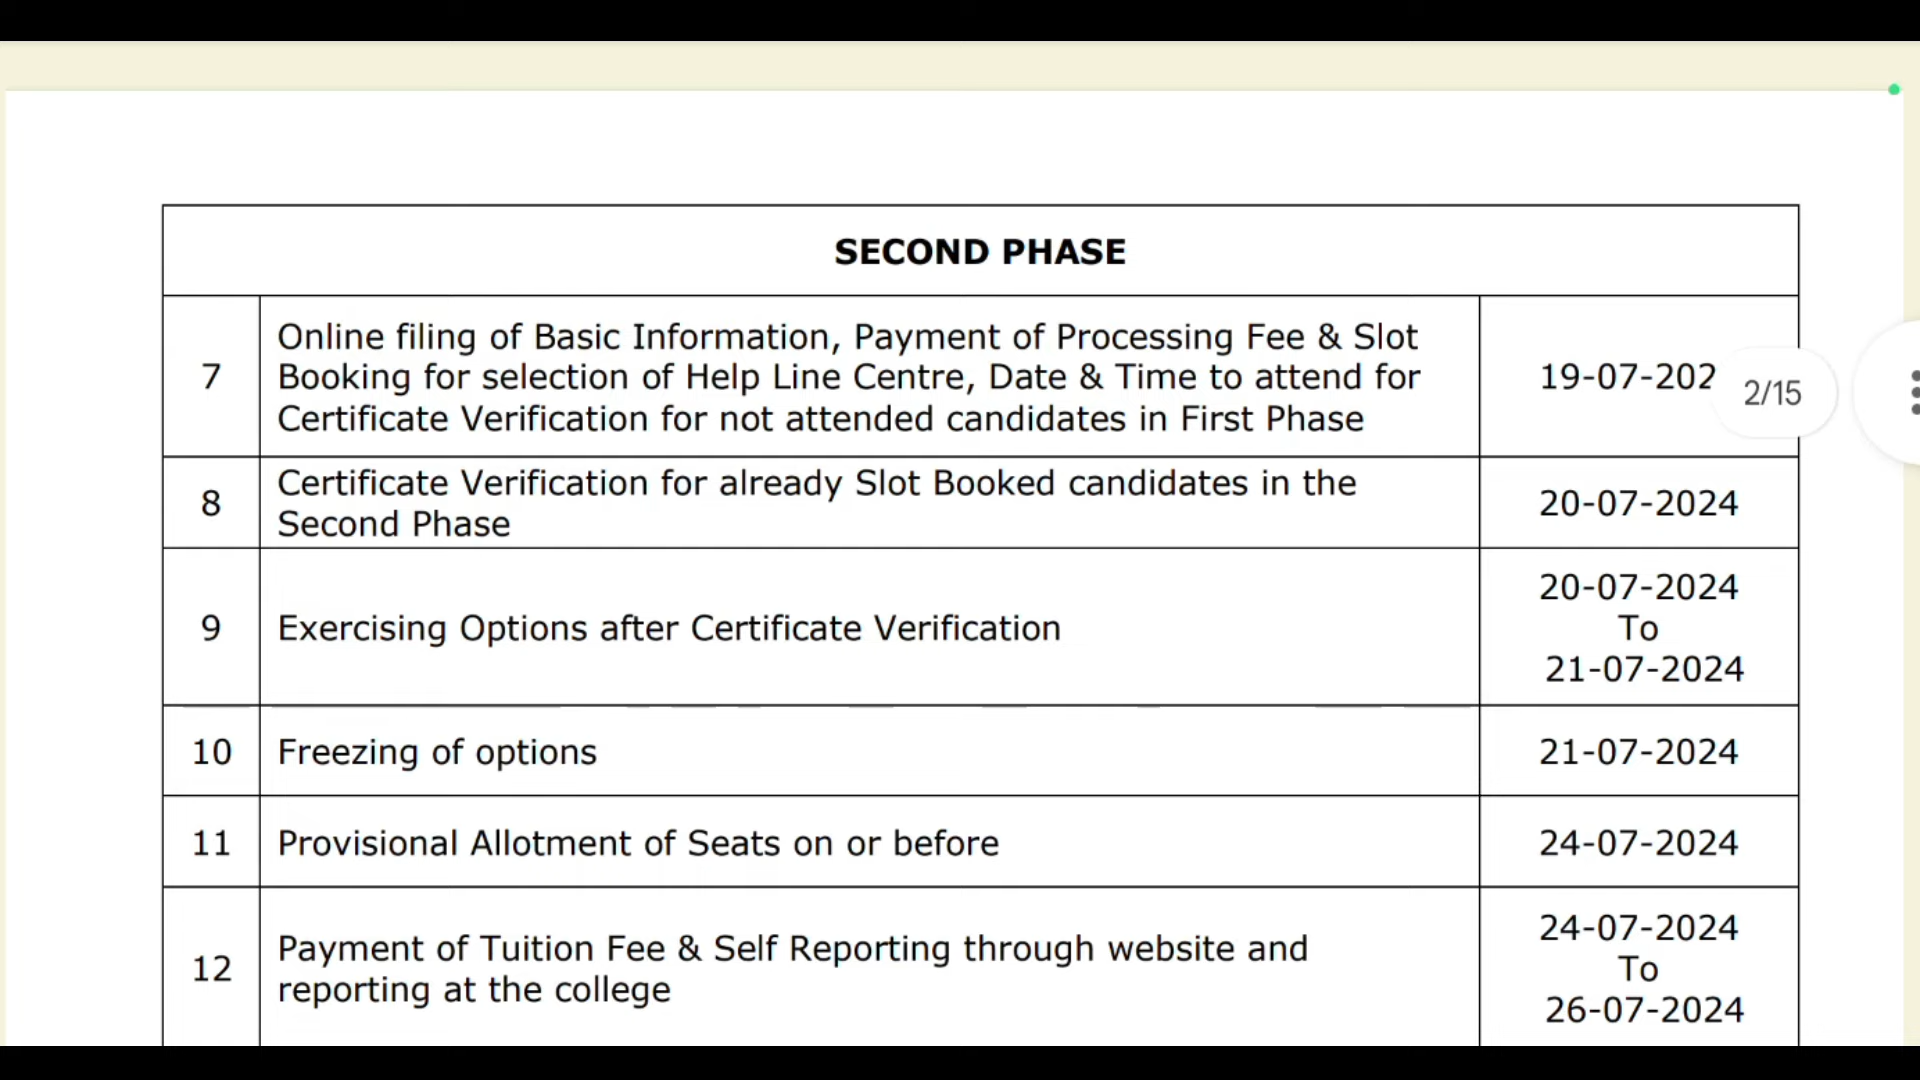 SECOND PHASE
7
Online filing of Basic Information, Payment of Processing Fee & Slot
Booking for selection of Help Line Centre, Date & Time to attend for
Certificate Verification for not attended candidates in First Phase
19-07-202
2/15
8
Certificate Verification for already Slot Booked candidates in the
Second Phase
20-07-2024
9
Exercising Options after Certificate Verification
20-07-2024
To
21-07-2024
10
Freezing of options
21-07-2024
11
Provisional Allotment of Seats on or before
24-07-2024
12
Payment of Tuition Fee & Self Reporting through website and
reporting at the college
24-07-2024
To
26-07-2024